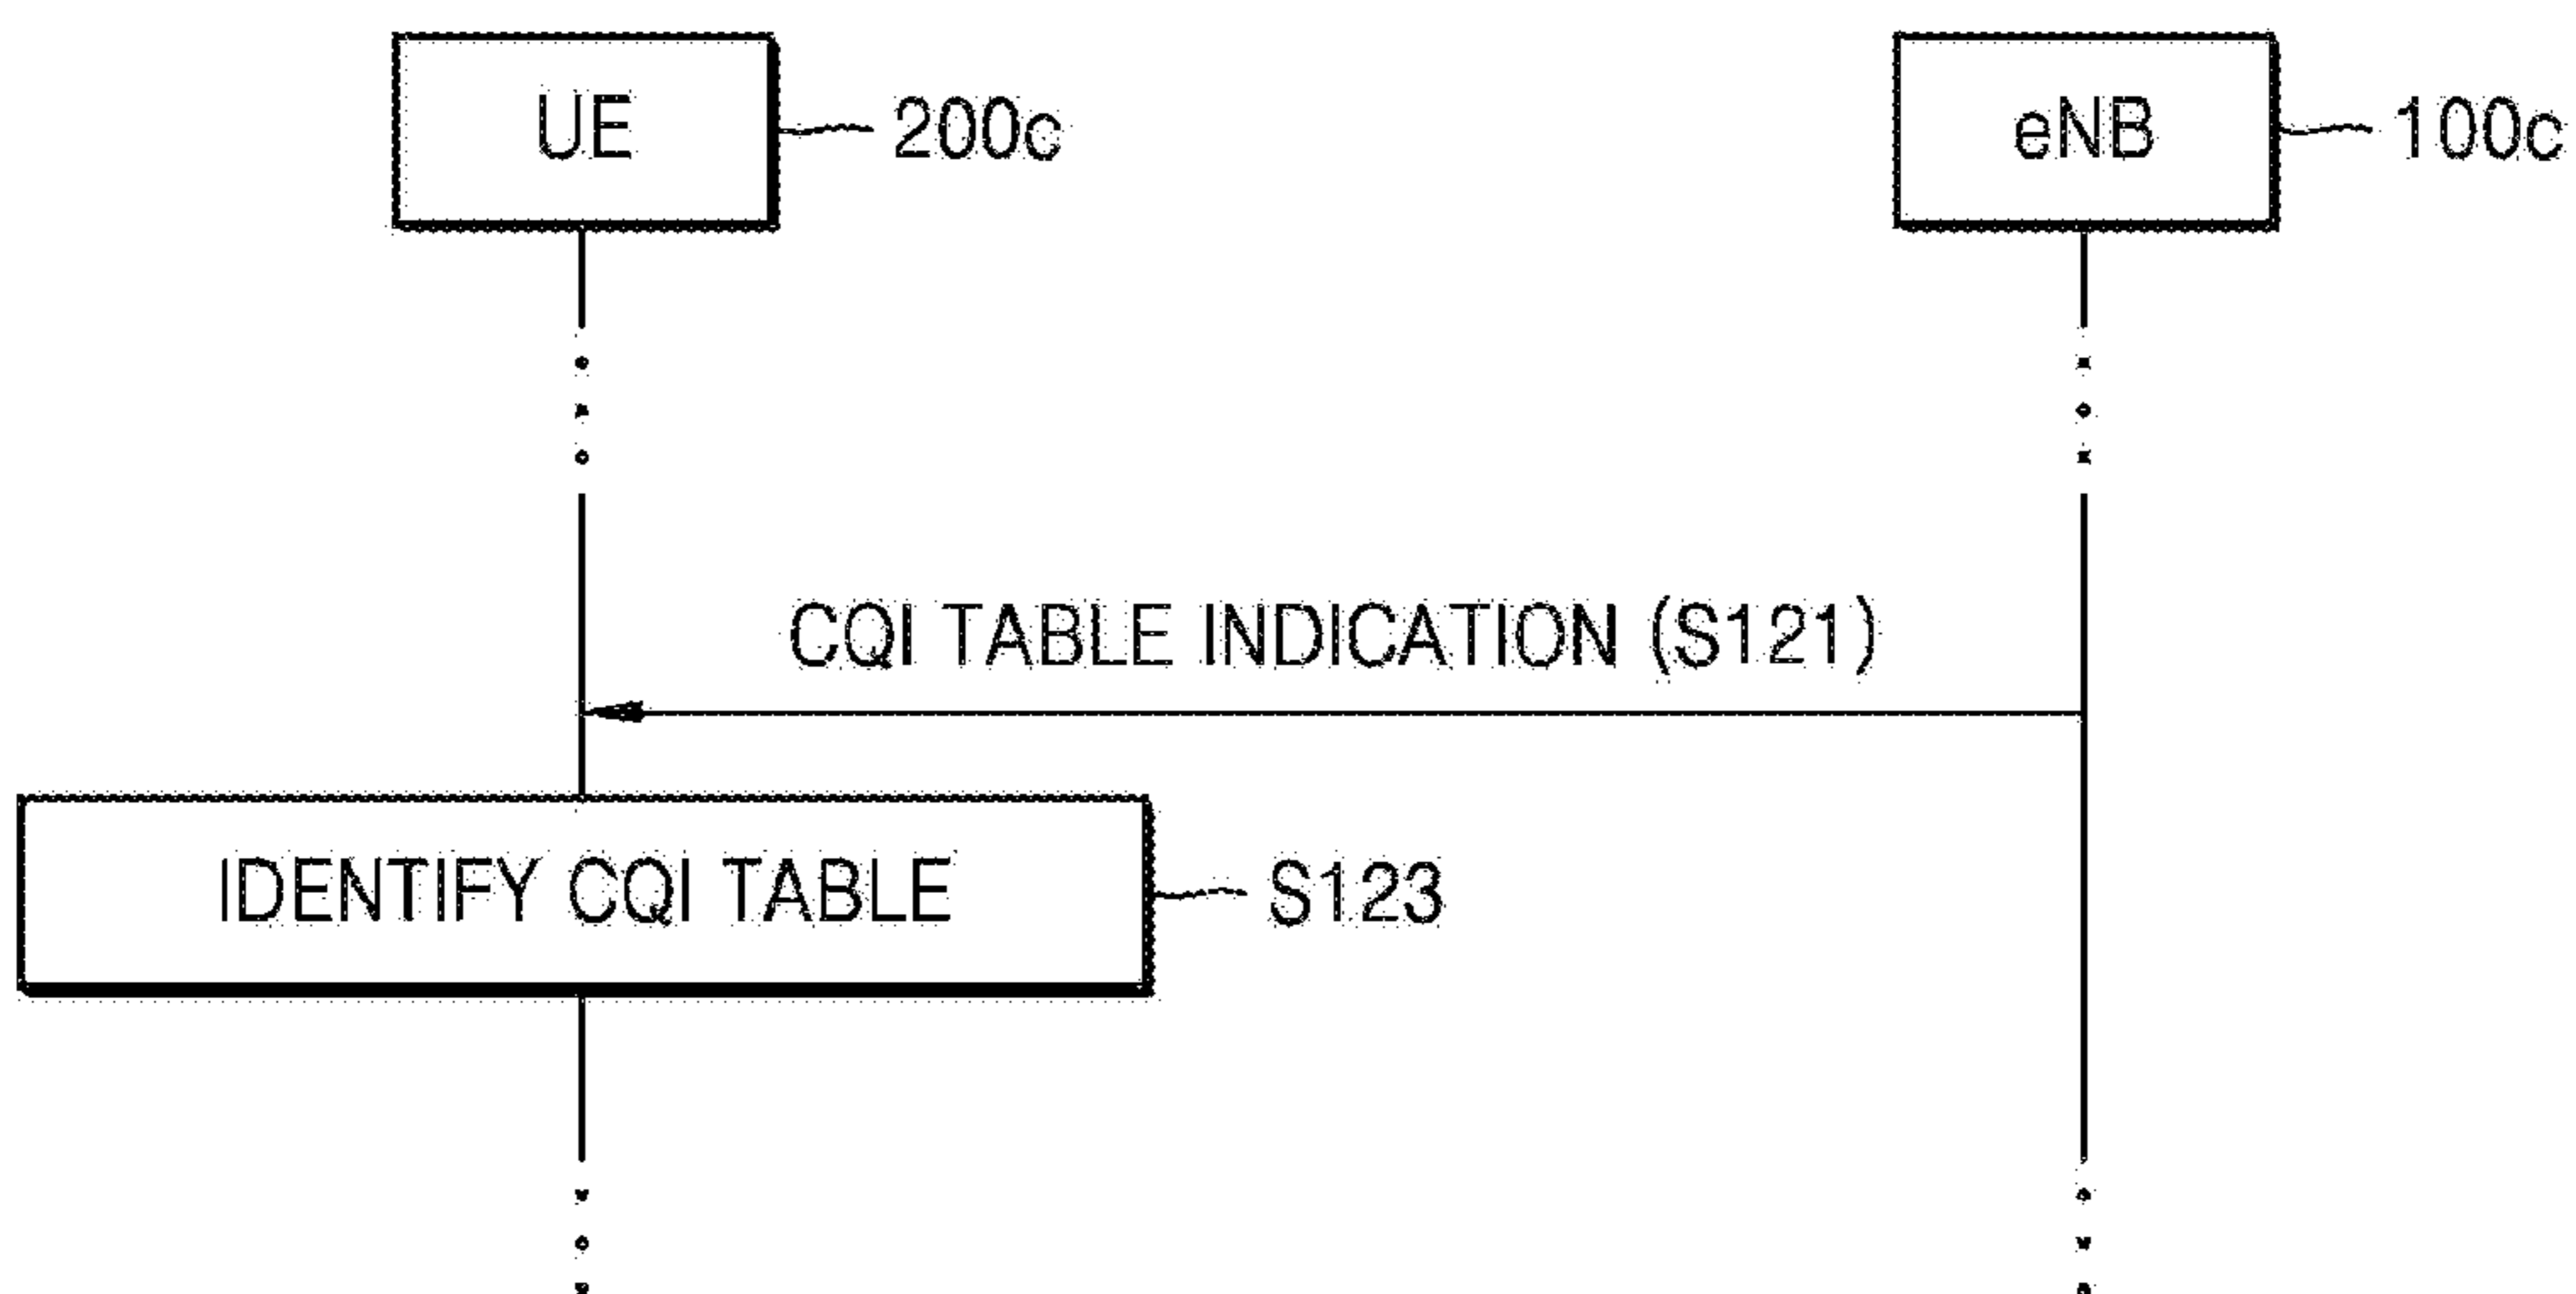 UE 200c eNB 100c
CQI TABLE INDICATION (S121)
IDENTIFY CQI TABLE S123